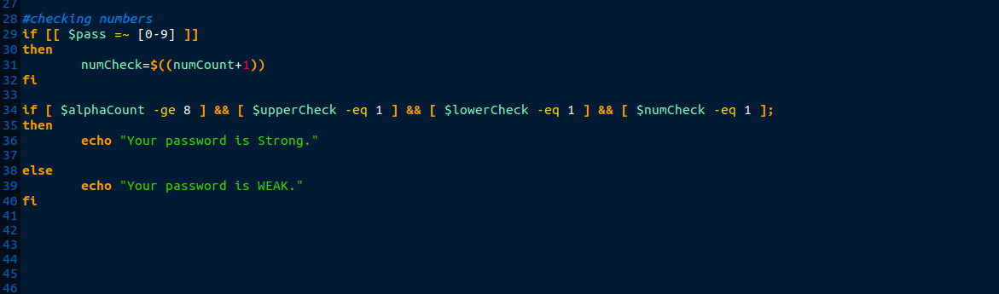 27
28 #checking numbers
29 if [[ $pass =~ [0-9] ]]
30 then
31         numCheck=$((numCount+1))
32 fi
33
34 if [ $alphaCount -ge 8 ] && [ $upperCheck -eq 1 ] && [ $lowerCheck -eq 1 ] && [ $numCheck -eq 1 ];
35 then
36         echo "Your password is Strong."
37
38 else
39         echo "Your password is WEAK."
40 fi
41
42
43
44
45
46